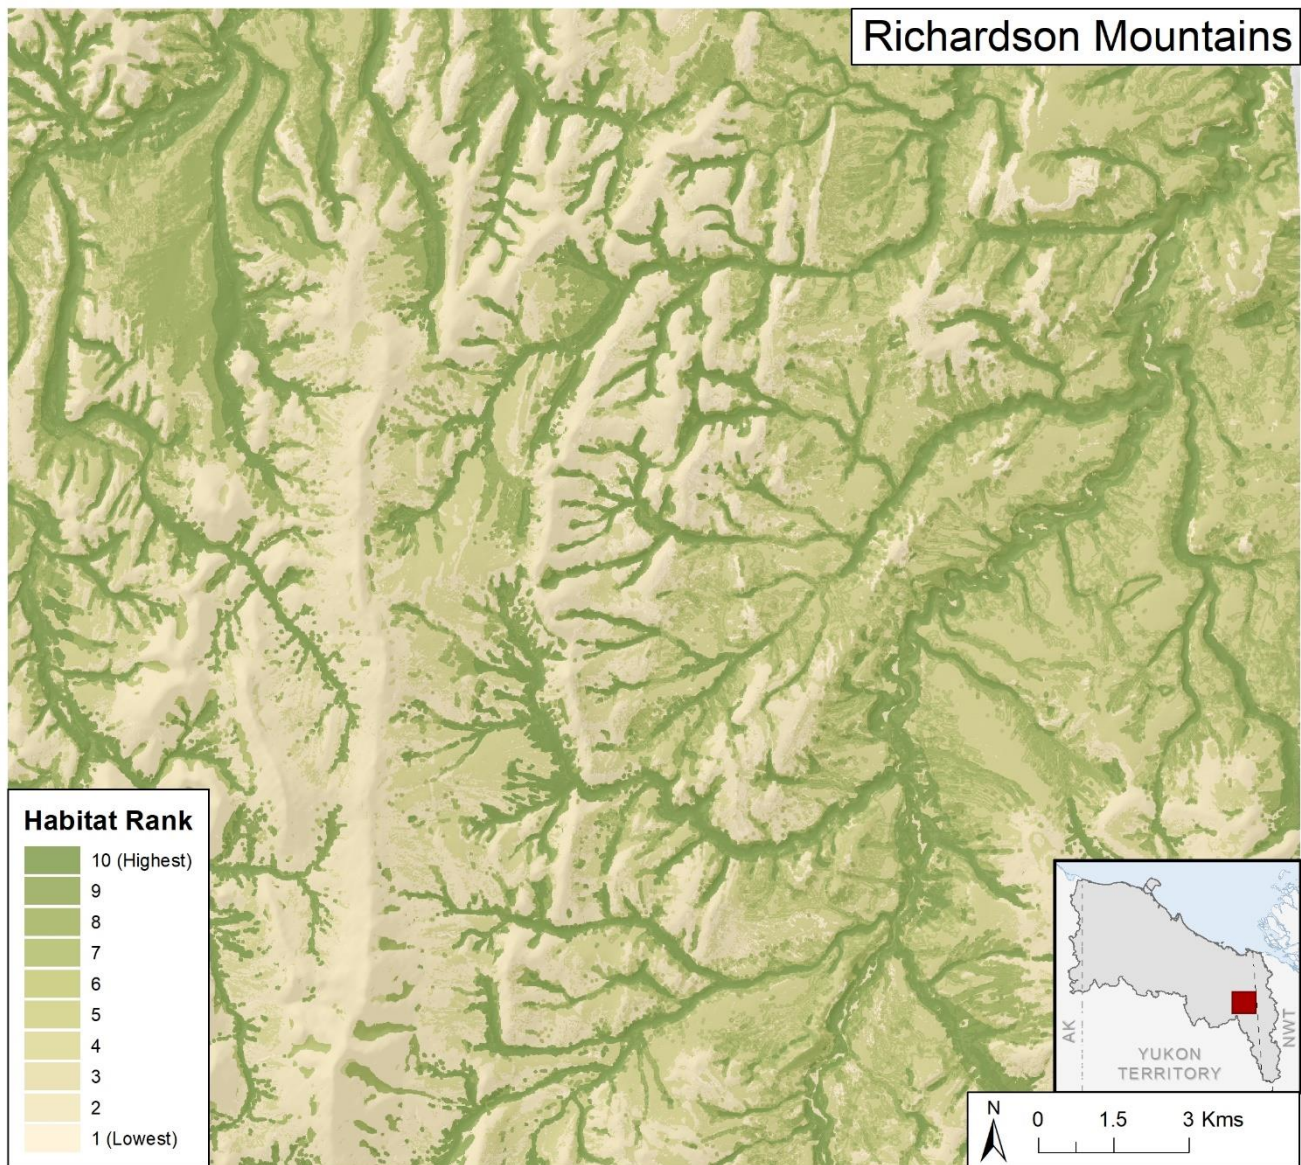 Richardson Mountains
Habitat Rank
10 (Highest)
9
8
7
6
5
4
3
2
1 (Lowest)
AK
NWT
YUKON
TERRITORY
N
0 1.5 3 Kms